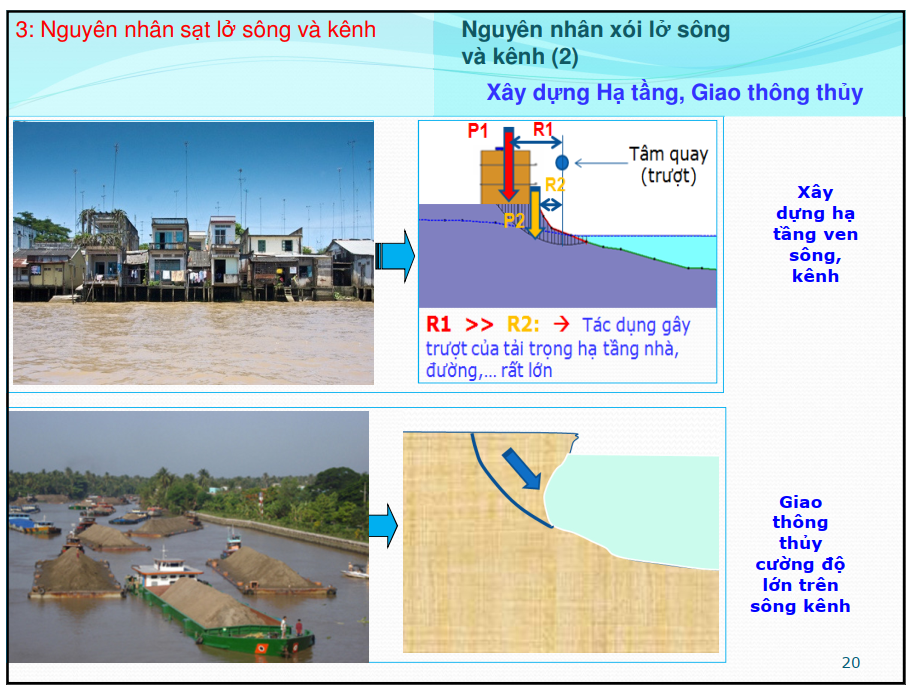 3: Nguyên nhân sạt lở sông và kênh
Nguyên nhân xói lở sông
và kênh (2)
Xây dựng Hạ tầng, Giao thông thủy
P1
R1
Tâm quay
(trượt)
R2
P2
R1 >> R2: → Tác dụng gây
trượt của tải trọng hạ tầng nhà,
đường,... rất lớn
Xây
dựng hạ
tầng ven
sông,
kênh
Giao
thông
thủy
cường độ
lớn trên
sông kênh
20